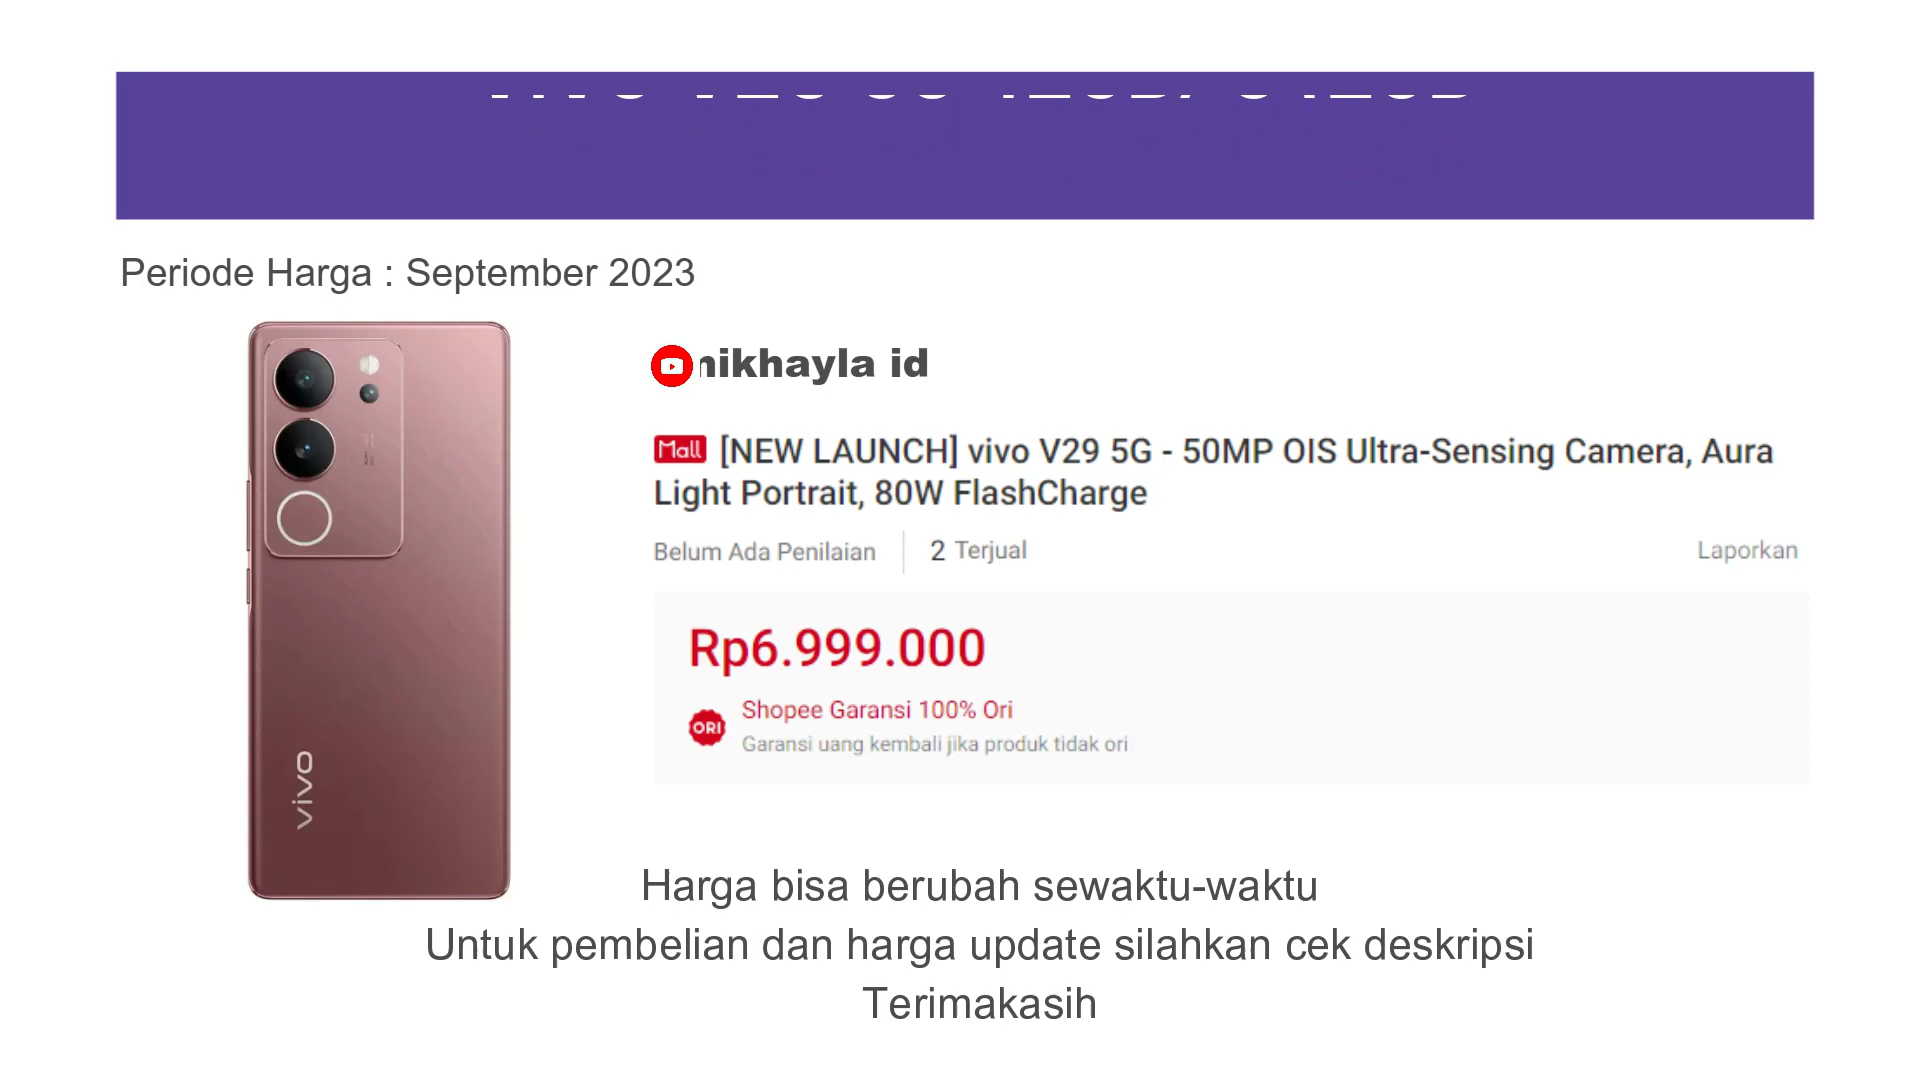 Periode Harga : September 2023
mikhayla id
Mall [NEW LAUNCH] vivo V29 5G - 50MP OIS Ultra-Sensing Camera, Aura
Light Portrait, 80W FlashCharge
Belum Ada Penilaian 2 Terjual Laporkan
Rp6.999.000
ORI Shopee Garansi 100% Ori
Garansi uang kembali jika produk tidak ori
vivo
Harga bisa berubah sewaktu-waktu
Untuk pembelian dan harga update silahkan cek deskripsi
Terimakasih